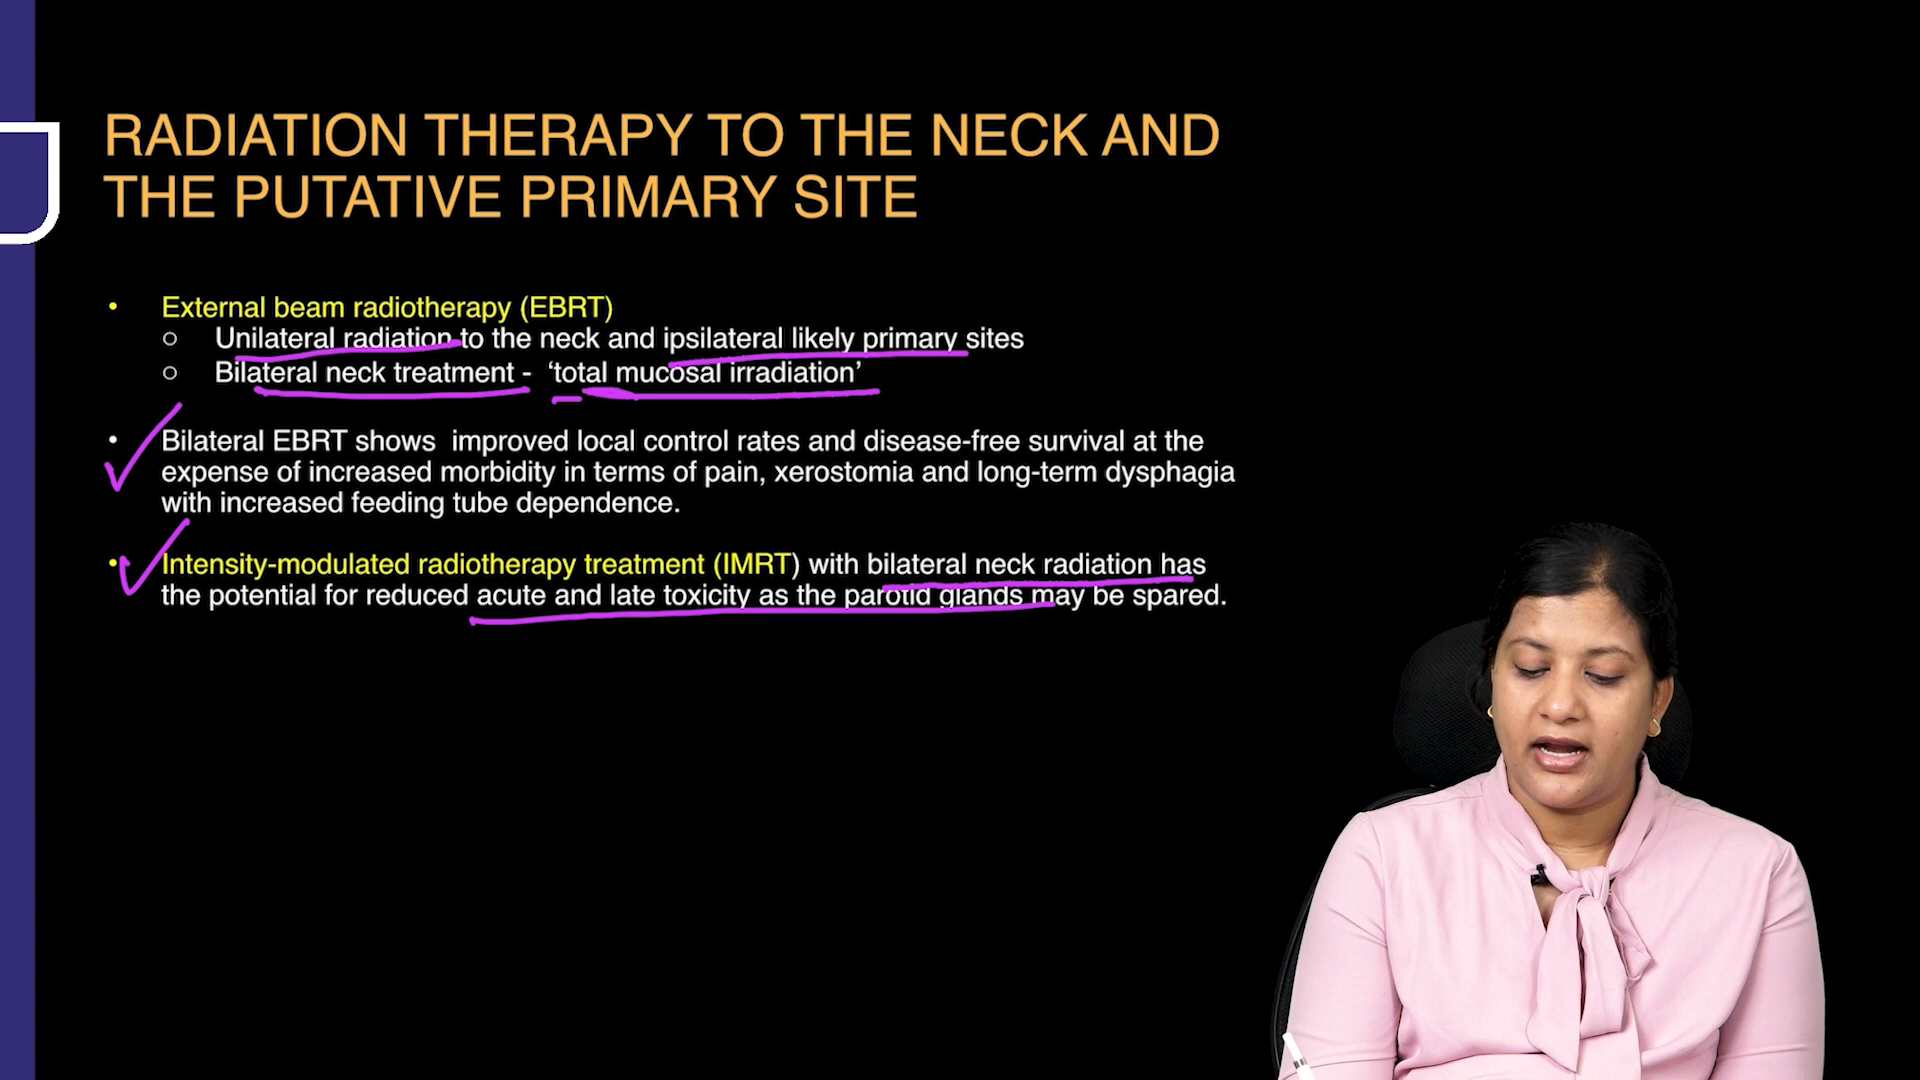 RADIATION THERAPY TO THE NECK AND
THE PUTATIVE PRIMARY SITE
• External beam radiotherapy (EBRT)
○ Unilateral radiation to the neck and ipsilateral likely primary sites
○ Bilateral neck treatment - ‘total mucosal irradiation’
• Bilateral EBRT shows  improved local control rates and disease-free survival at the
expense of increased morbidity in terms of pain, xerostomia and long-term dysphagia
with increased feeding tube dependence.
• Intensity-modulated radiotherapy treatment (IMRT) with bilateral neck radiation has
the potential for reduced acute and late toxicity as the parotid glands may be spared.